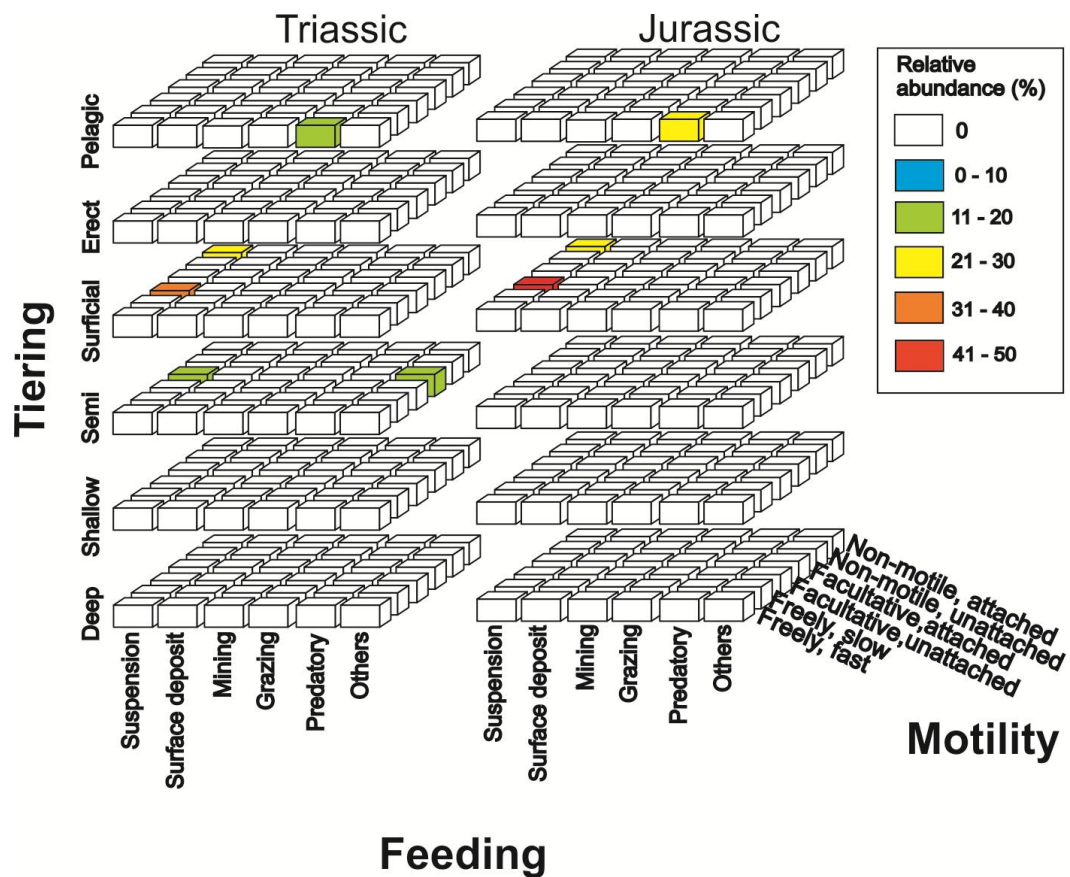 Triassic
Jurassic
Relative
abundance (%)
0
0 - 10
11 - 20
21 - 30
31 - 40
41 - 50
Tiering
Pelagic
Erect
Surficial
Semi
Shallow
Deep
Suspension
Surface deposit
Mining
Grazing
Predatory
Others
Suspension
Surface deposit
Mining
Grazing
Predatory
Others
Non-motile, attached
Non-motile, unattached
Facultative, attached
Facultative, unattached
Freely, slow
Freely, fast
Motility
Feeding